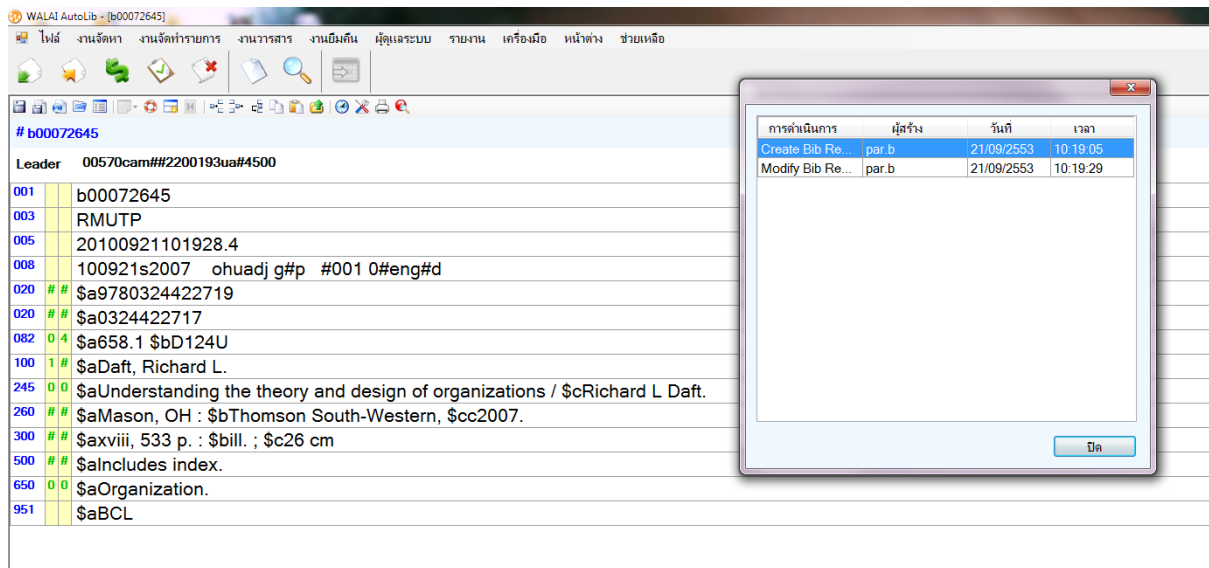 WALAI AutoLib - [b00072645]
ไฟล์ งานจัดหา งานจัดทำรายการ งานวารสาร งานยืมคืน ผู้ดูแลระบบ รายงาน เครื่องมือ หน้าต่าง ช่วยเหลือ
# b00072645
Leader 00570cam##2200193ua#4500
001 b00072645
003 RMUTP
005 20100921101928.4
008 100921s2007 ohuadj g#p #001 0#eng#d
020 # # $a9780324422719
020 # # $a0324422717
082 0 4 $a658.1 $bD124U
100 1 # $aDaft, Richard L.
245 0 0 $aUnderstanding the theory and design of organizations / $cRichard L Daft.
260 # # $aMason, OH : $bThomson South-Western, $cc2007.
300 # # $axviii, 533 p. : $bill. ; $c26 cm
500 # # $aIncludes index.
650 0 0 $aOrganization.
951 $aBCL
การดำเนินการ ผู้สร้าง วันที่ เวลา
Create Bib Re... par.b 21/09/2553 10:19:05
Modify Bib Re... par.b 21/09/2553 10:19:29
ปิด